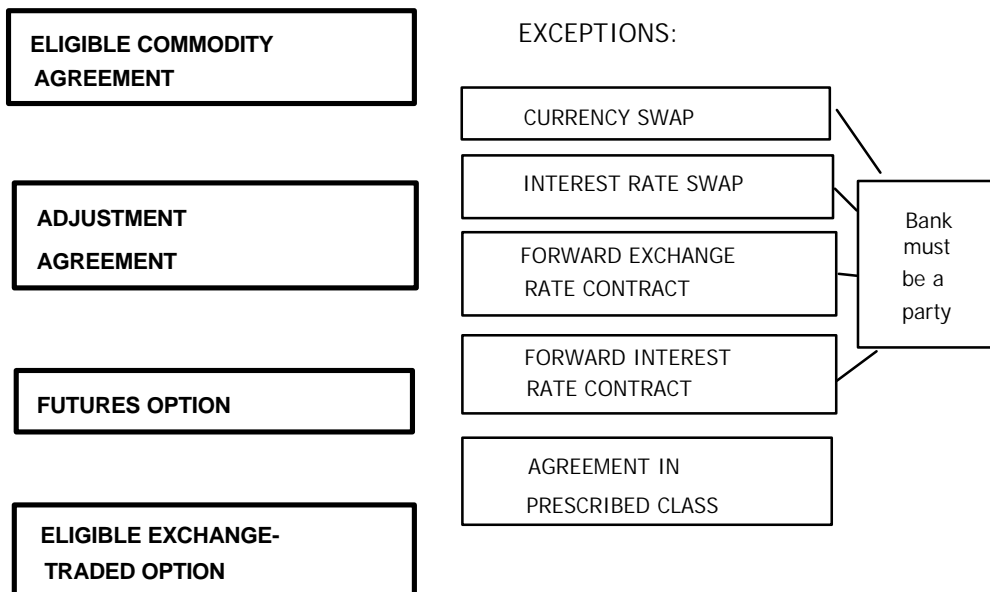 ELIGIBLE COMMODITY
AGREEMENT
ADJUSTMENT
AGREEMENT
FUTURES OPTION
ELIGIBLE EXCHANGE-
TRADED OPTION
EXCEPTIONS:
CURRENCY SWAP
INTEREST RATE SWAP
FORWARD EXCHANGE
RATE CONTRACT
FORWARD INTEREST
RATE CONTRACT
AGREEMENT IN
PRESCRIBED CLASS
Bank
must
be a
party